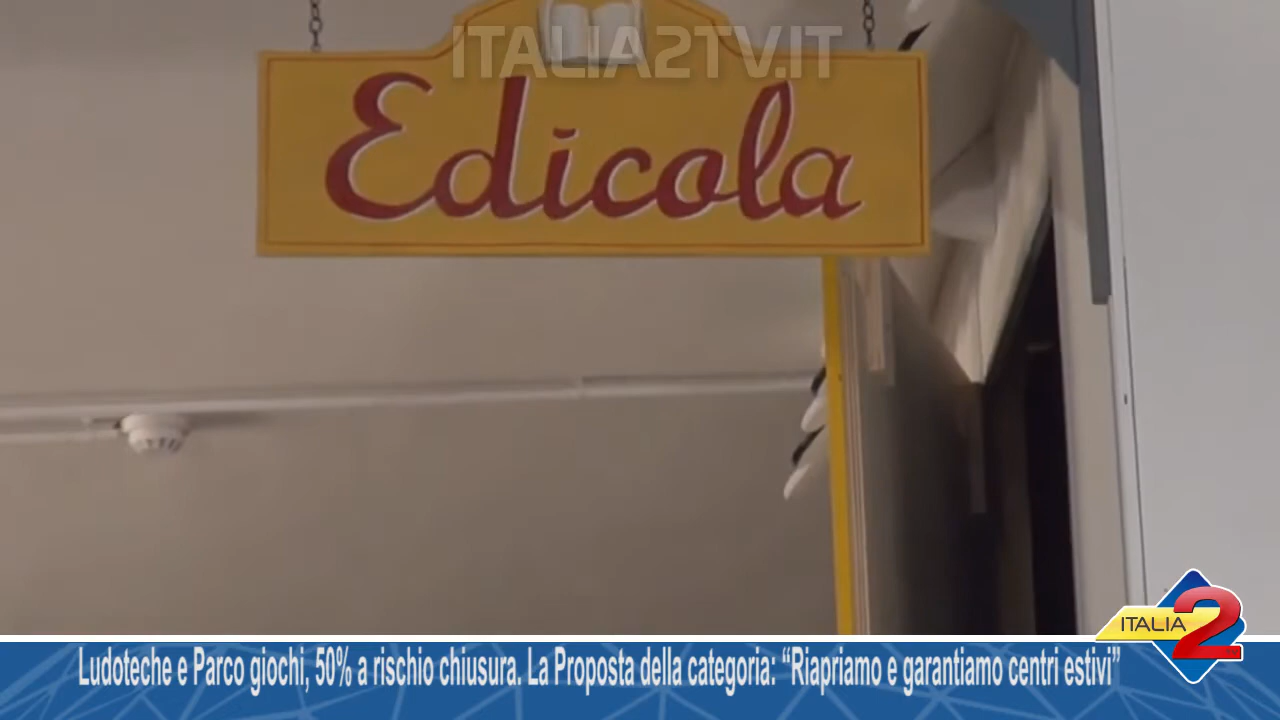 ITALIA2TV.IT
Edicola
ITALIA 2
Ludoteche e Parco giochi, 50% a rischio chiusura. La Proposta della categoria: “Riapriamo e garantiamo centri estivi”